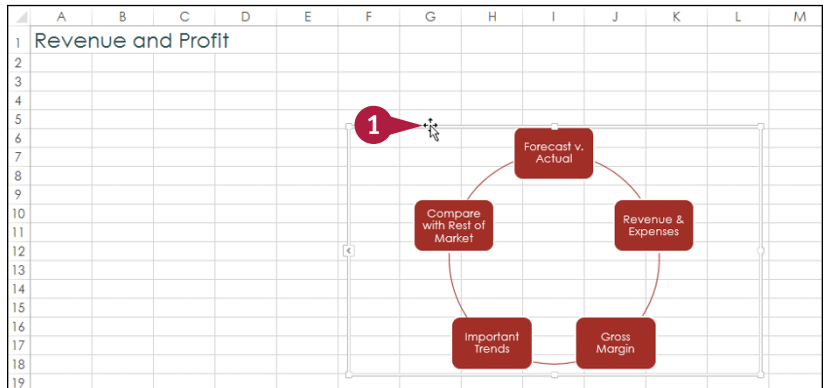 A B C D E F G H I J K L M
1 Revenue and Profit
2
3
4
5
1
6
Forecast v.
Actual
7
8
9
10
Compare
with Rest of
Market
Revenue &
Expenses
11
12
13
14
15
16
Important
Trends
Gross
Margin
17
18
19